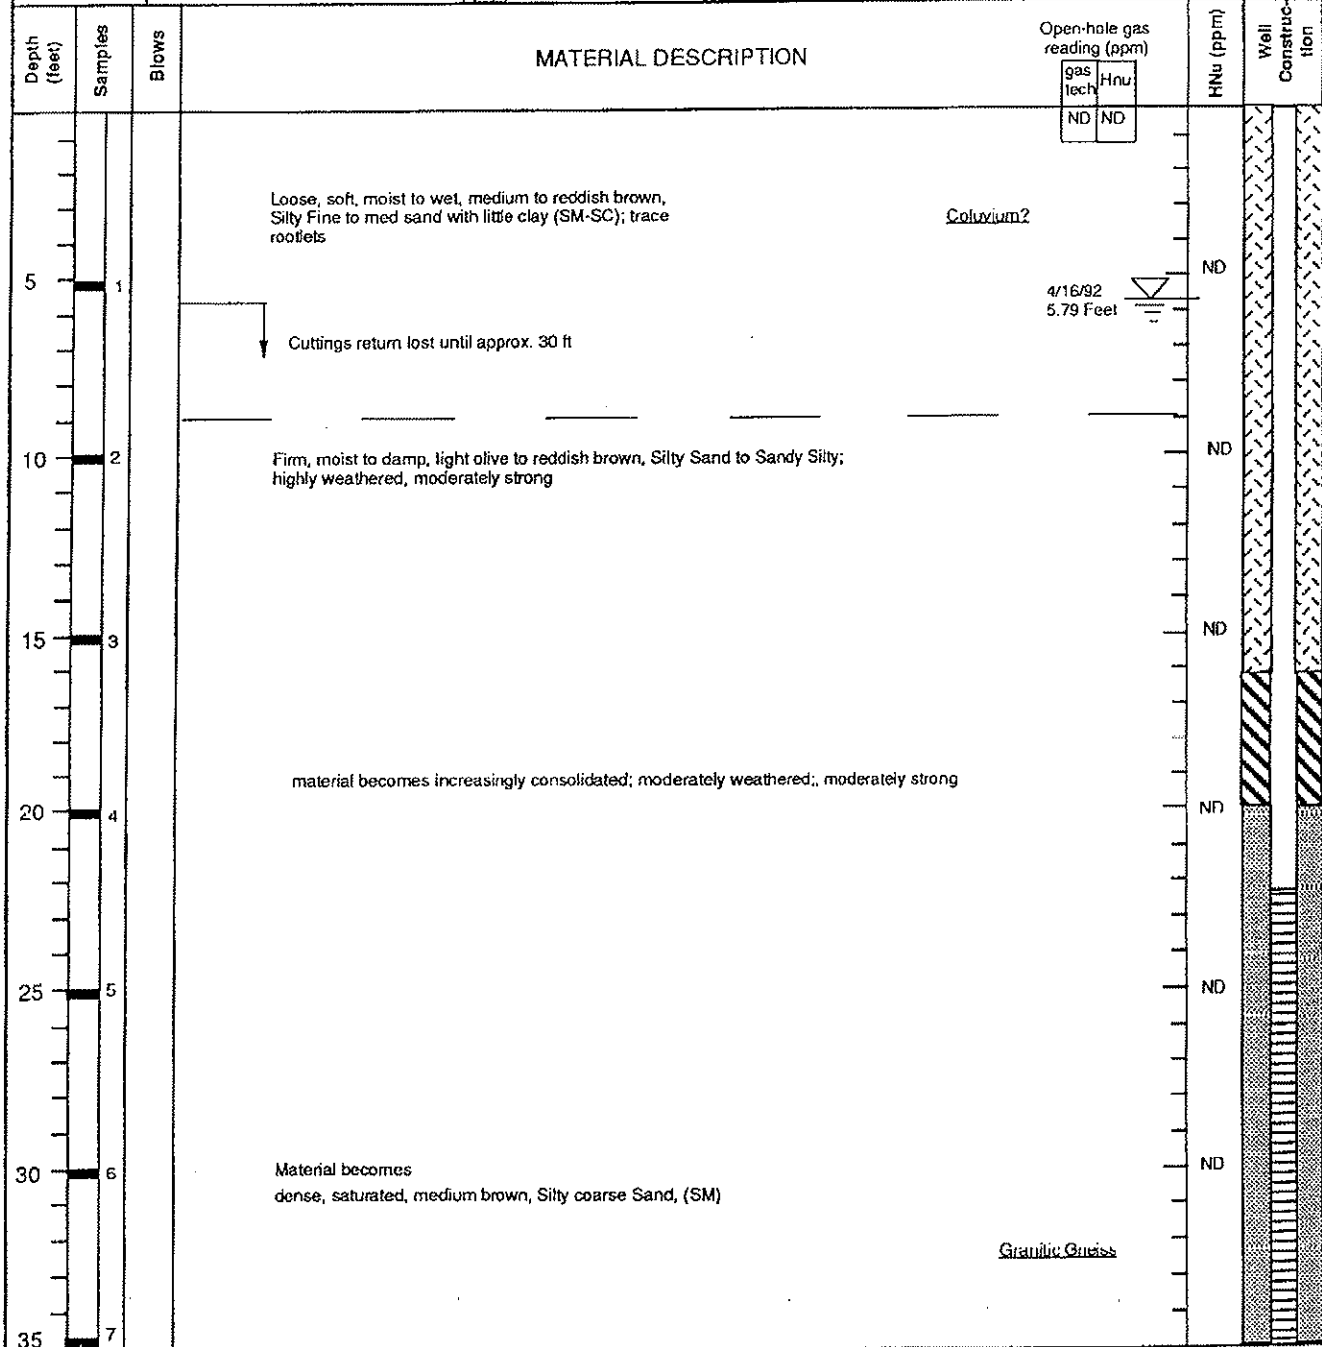 Depth
(feet)
Samples
Blows
MATERIAL DESCRIPTION
Open-hole gas
reading (ppm)
gas
tech
Hnu
ND
ND
HNu (ppm)
Well
Construc-
tion
Loose, soft, moist to wet, medium to reddish brown,
Silty Fine to med sand with little clay (SM-SC); trace
rootlets
Coluvium?
5
1
ND
4/16/92
5.79 Feet
Cuttings return lost until approx. 30 ft
10
2
ND
Firm, moist to damp, light olive to reddish brown, Silty Sand to Sandy Silty;
highly weathered, moderately strong
15
3
ND
material becomes increasingly consolidated; moderately weathered;, moderately strong
20
4
ND
25
5
ND
30
6
ND
Material becomes
dense, saturated, medium brown, Silty coarse Sand, (SM)
Granitic Gneiss
35
7